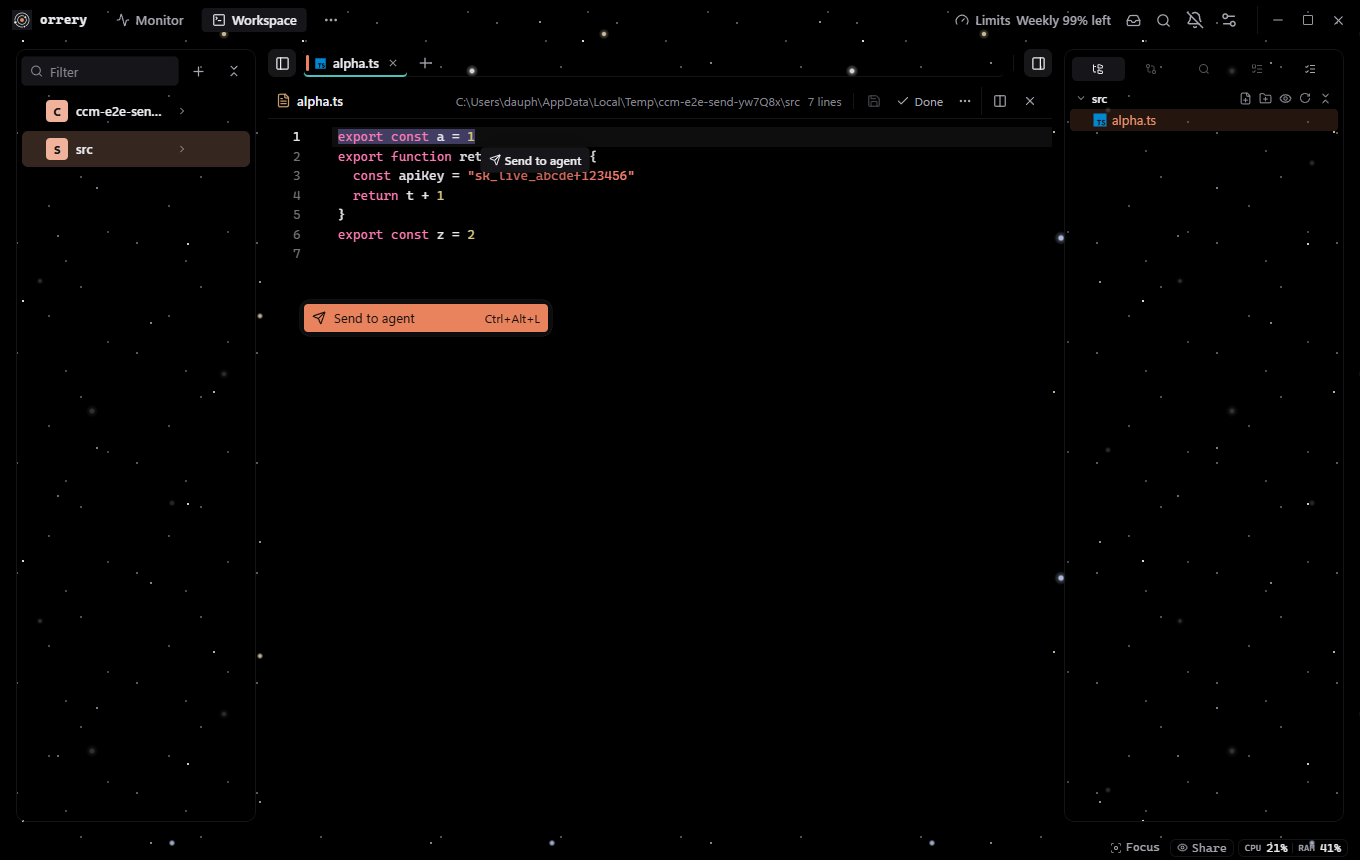 orrery Monitor Workspace Limits Weekly 99% left
Filter
C ccm-e2e-sen...
S src
alpha.ts
alpha.ts C:\Users\dauph\AppData\Local\Temp\ccm-e2e-send-yw7Q8x\src 7 lines Done
1 export const a = 1
2 export function ret {
Send to agent
3 const apiKey = "sk_live_abcdef123456"
4 return t + 1
5 }
6 export const z = 2
7
Send to agent Ctrl+Alt+L
src
TS alpha.ts
Focus Share CPU 21% RAM 41%